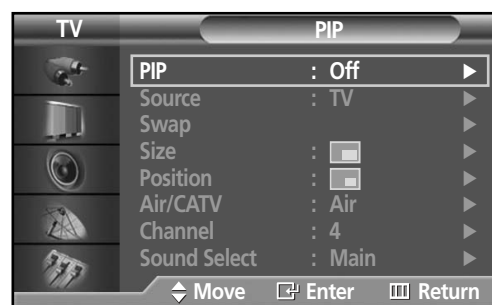 TV PIP
PIP : Off
Source : TV
Swap
Size :
Position :
Air/CATV : Air
Channel : 4
Sound Select : Main
Move Enter Return